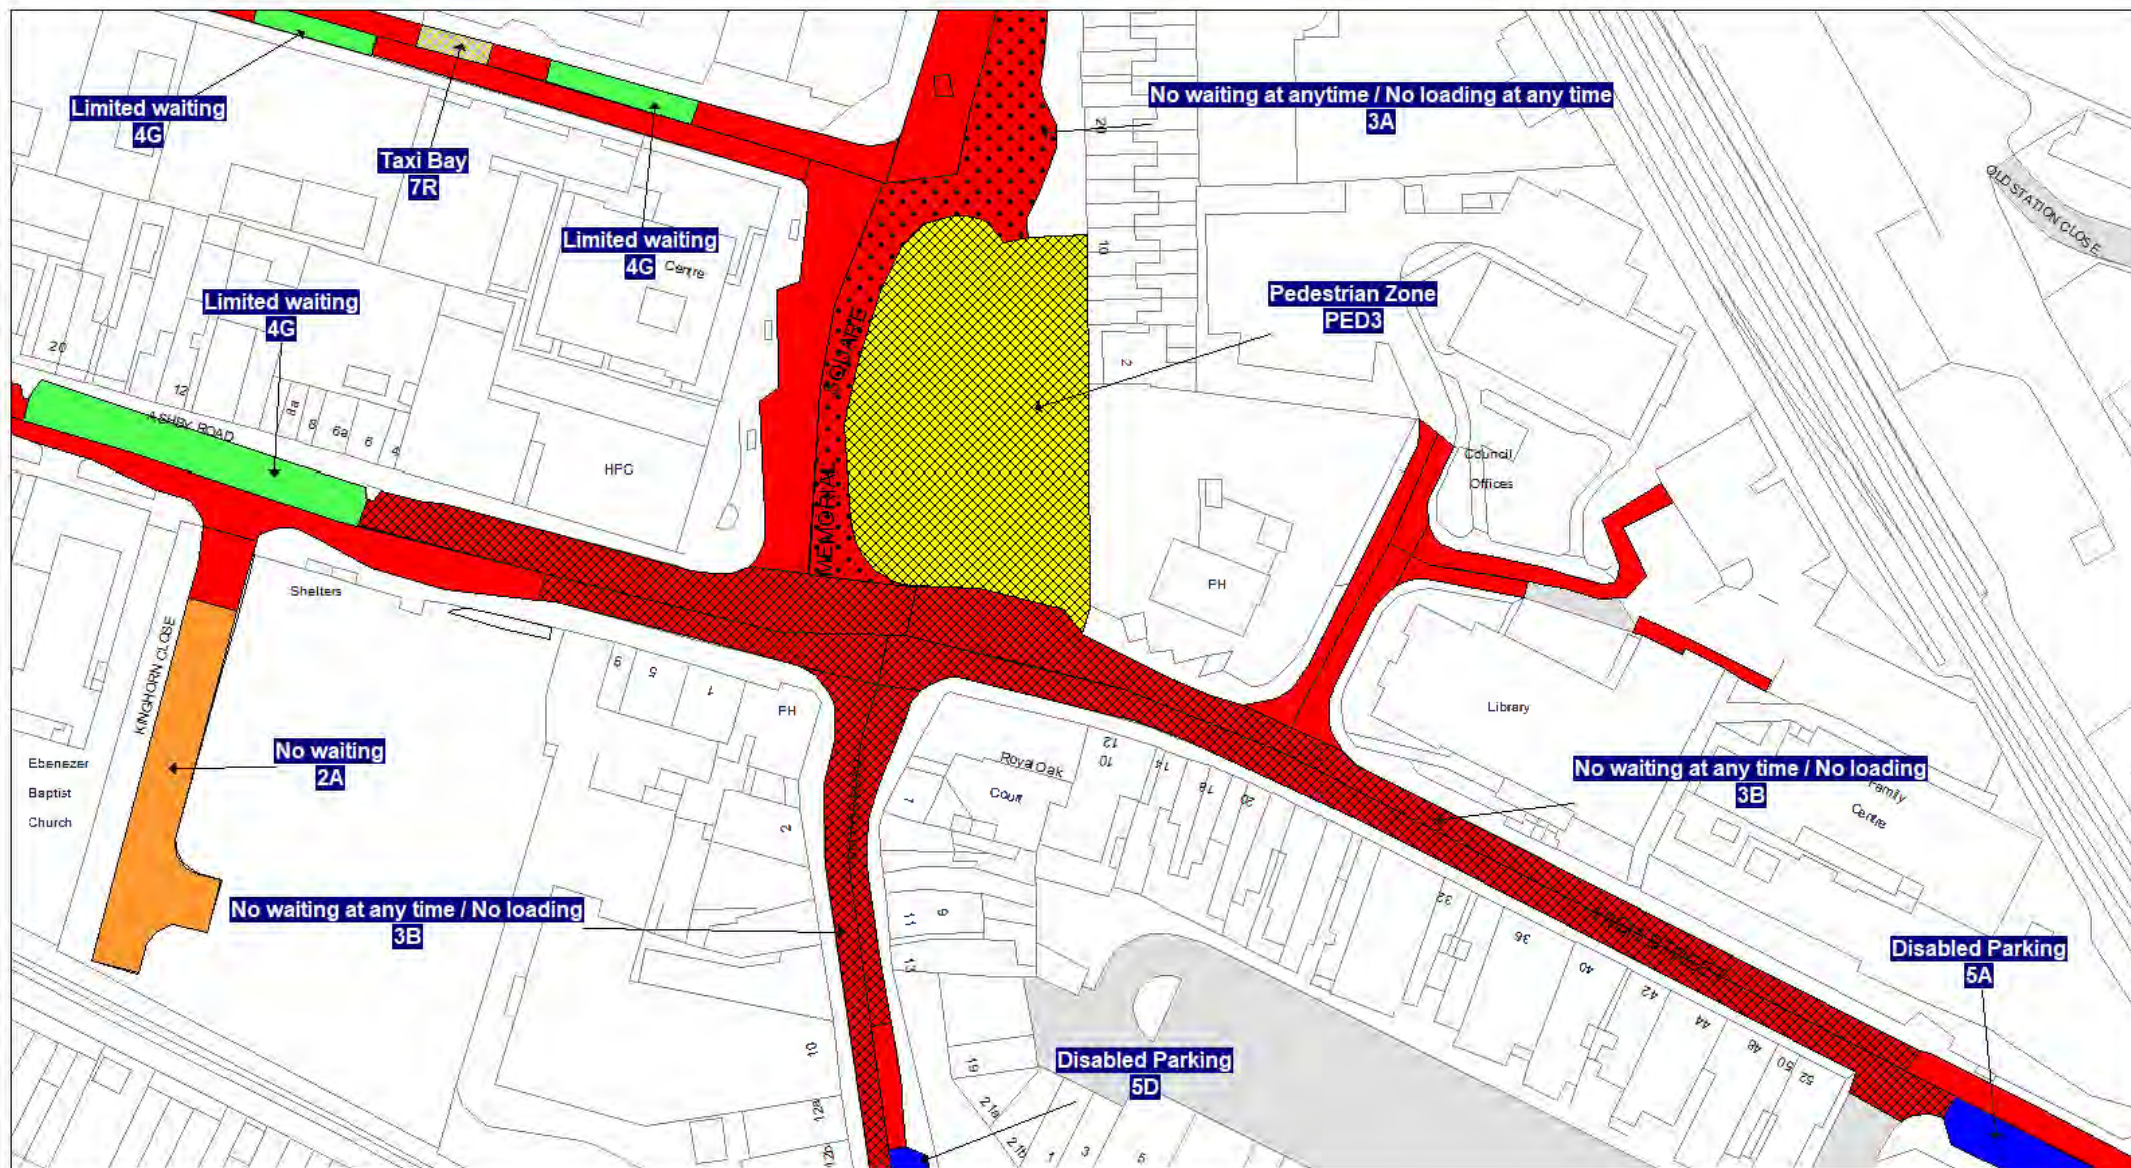 Limited waiting
4G
Taxi Bay
7R
No waiting at anytime / No loading at any time
3A
20
OLD STATION CLOSE
Limited waiting
4G
Centre
10
Limited waiting
4G
Pedestrian Zone
PED3
SQUARE
MEMORIAL
2
20
12
8a
8
6a
6
4
ASHBY ROAD
HFC
Council
Offices
PH
Shelters
KINGHORN CLOSE
9
5
1
PH
Library
No waiting
2A
Ebenezer
Baptist
Church
Royal Oak
Court
12
10
14
18
20
No waiting at any time / No loading
3B
Family
Centre
1
2
No waiting at any time / No loading
3B
11
9
13
32
36
40
42
44
48
50
52
Disabled Parking
5A
10
19
Disabled Parking
5D
12a
12b
21a
21b
1
3
5